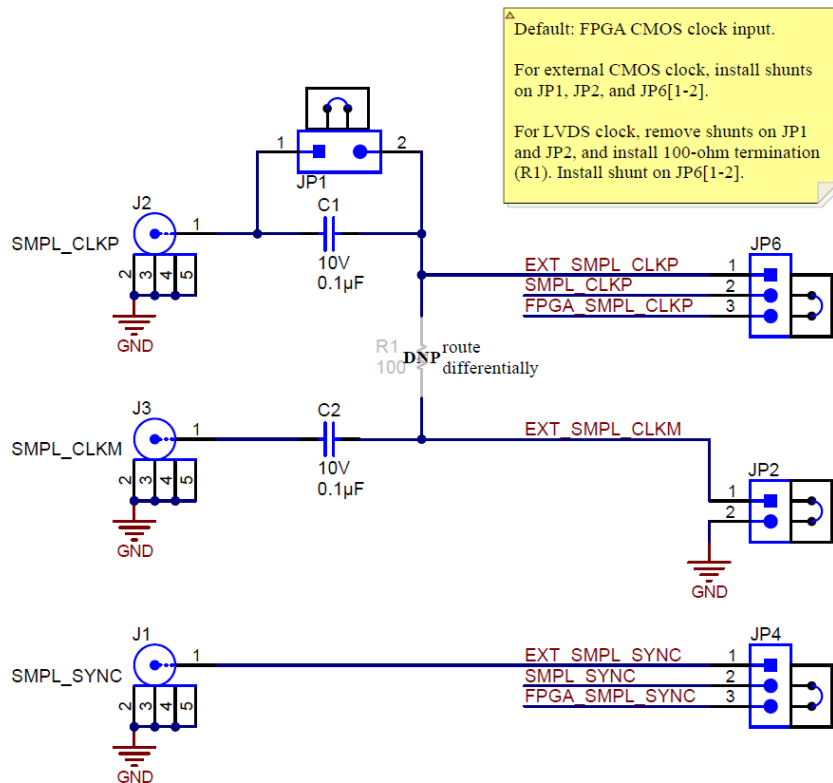 Default: FPGA CMOS clock input.
For external CMOS clock, install shunts
on JP1, JP2, and JP6[1-2].
For LVDS clock, remove shunts on JP1
and JP2, and install 100-ohm termination
(R1). Install shunt on JP6[1-2].
1
2
JP1
J2
1
C1
SMPL_CLKP
2
3
4
5
10V
0.1µF
GND
JP6
EXT_SMPL_CLKP
1
SMPL_CLKP
2
FPGA_SMPL_CLKP
3
R1
100
DNP
route
differentially
J3
1
C2
SMPL_CLKM
2
3
4
5
10V
0.1µF
GND
EXT_SMPL_CLKM
JP2
1
2
GND
J1
1
SMPL_SYNC
2
3
4
5
GND
JP4
EXT_SMPL_SYNC
1
SMPL_SYNC
2
FPGA_SMPL_SYNC
3